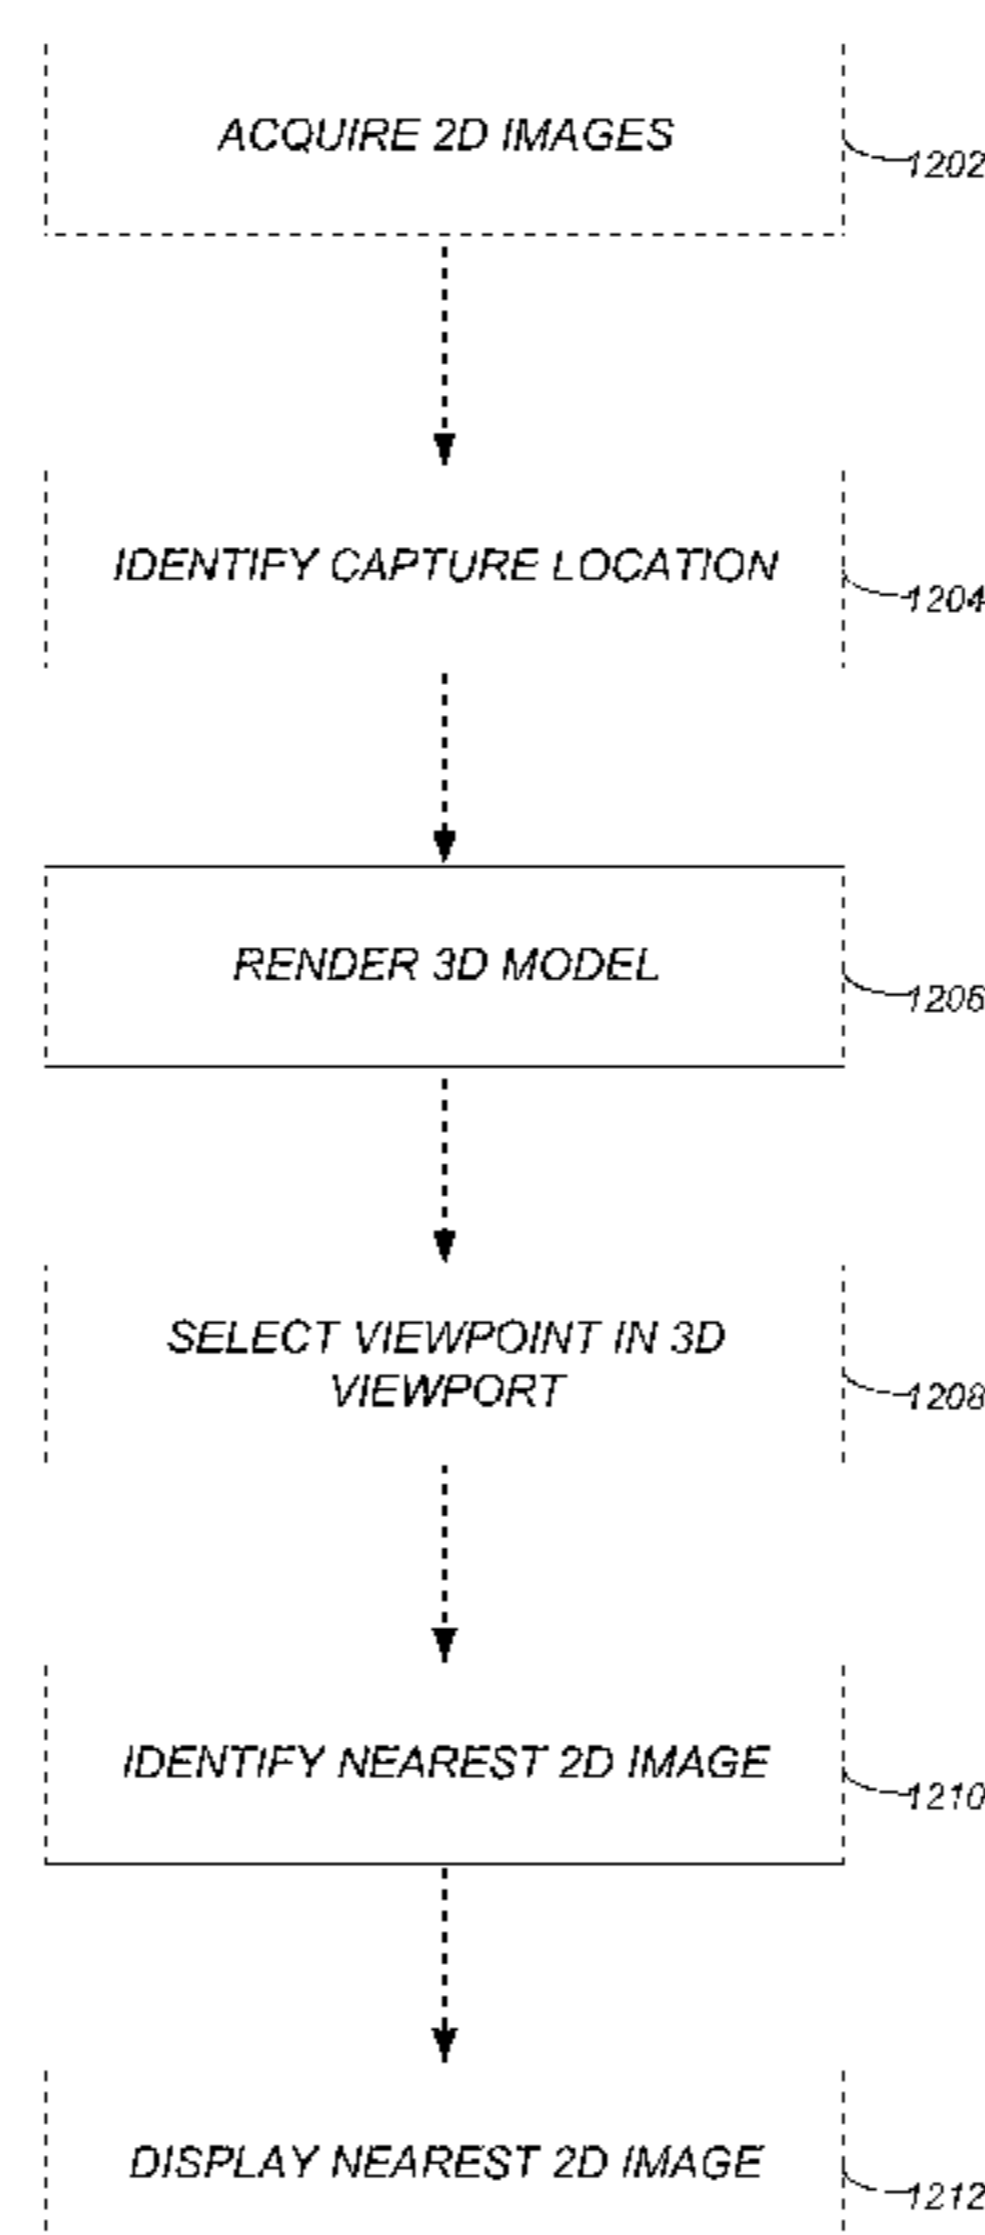 ACQUIRE 2D IMAGES
1202
IDENTIFY CAPTURE LOCATION
1204
RENDER 3D MODEL
1206
SELECT VIEWPOINT IN 3D
VIEWPORT
1208
IDENTIFY NEAREST 2D IMAGE
1210
DISPLAY NEAREST 2D IMAGE
1212